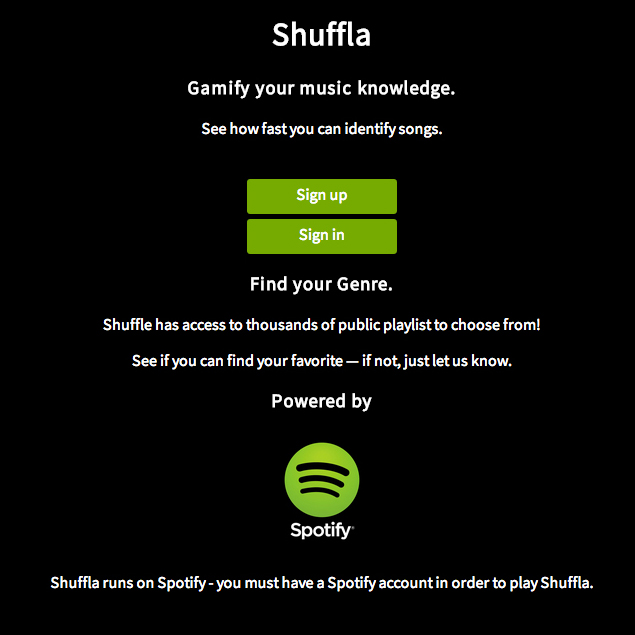 Shuffla
Gamify your music knowledge.
See how fast you can identify songs.
Sign up
Sign in
Find your Genre.
Shuffle has access to thousands of public playlist to choose from!
See if you can find your favorite — if not, just let us know.
Powered by
Spotify
Shuffla runs on Spotify - you must have a Spotify account in order to play Shuffla.